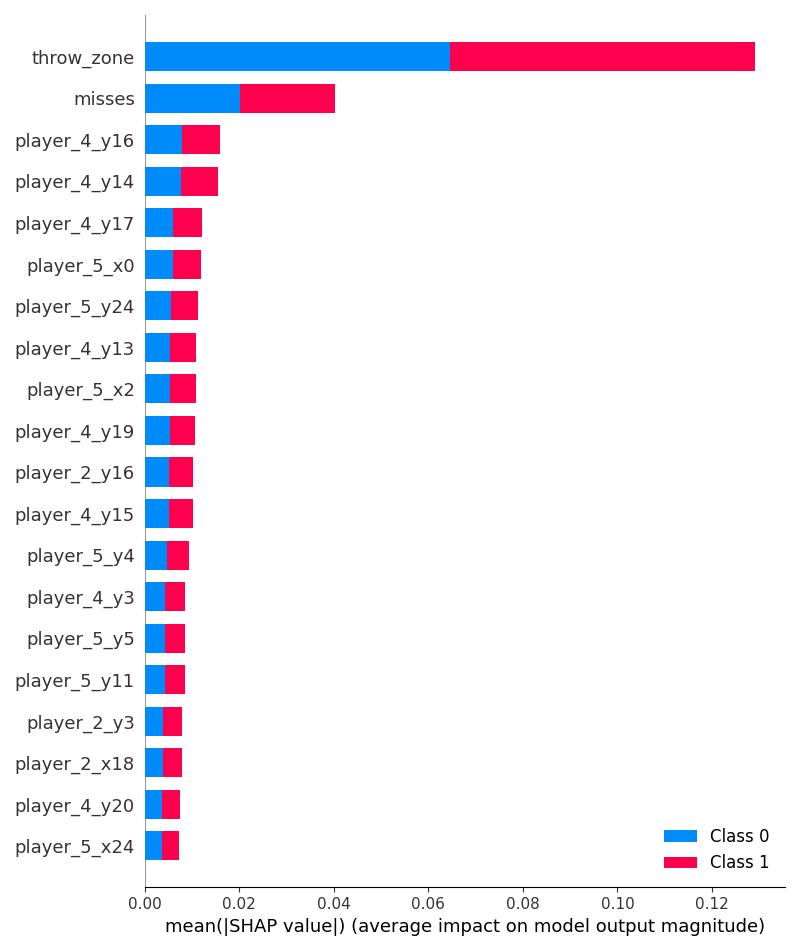 throw_zone
misses
player_4_y16
player_4_y14
player_4_y17
player_5_x0
player_5_y24
player_4_y13
player_5_x2
player_4_y19
player_2_y16
player_4_y15
player_5_y4
player_4_y3
player_5_y5
player_5_y11
player_2_y3
player_2_x18
player_4_y20
player_5_x24
Class 0
Class 1
0.00 0.02 0.04 0.06 0.08 0.10 0.12
mean(|SHAP value|) (average impact on model output magnitude)